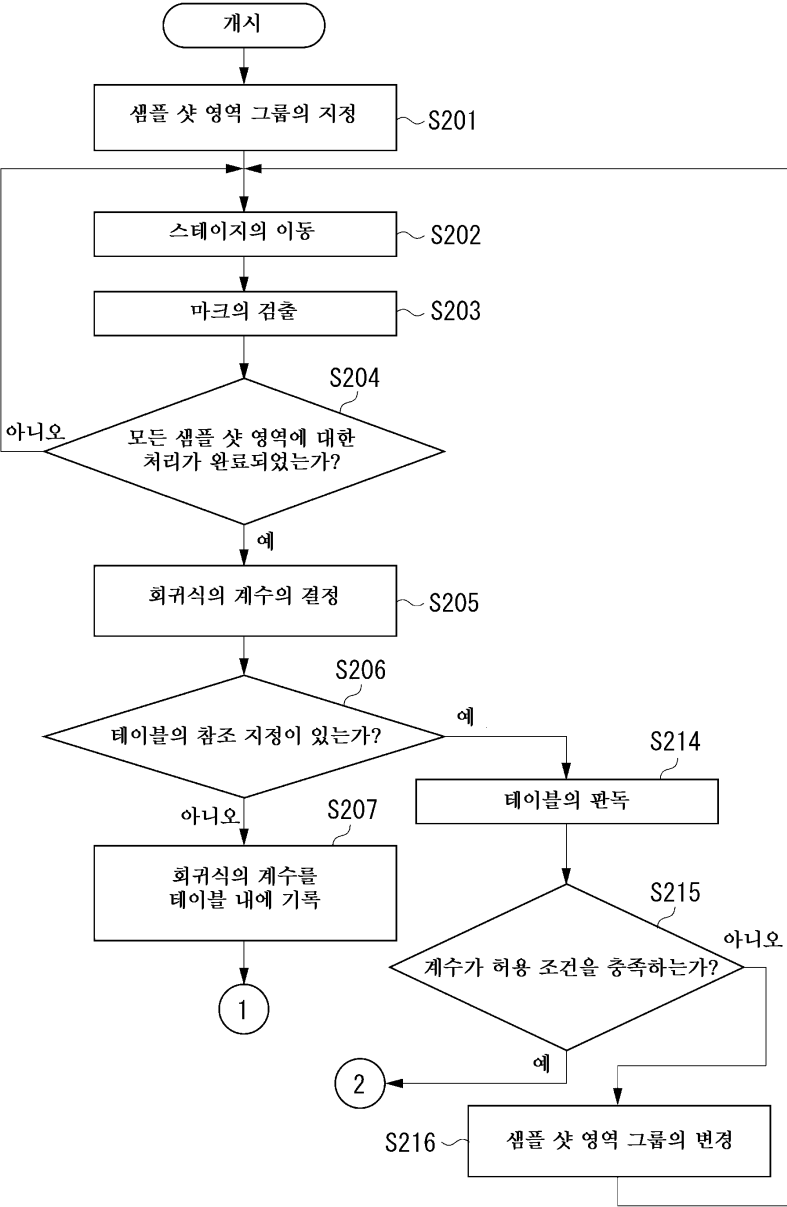 개시
샘플 샷 영역 그룹의 지정
S201
스테이지의 이동
S202
마크의 검출
S203
S204
아니오
모든 샘플 샷 영역에 대한
처리가 완료되었는가?
예
회귀식의 계수의 결정
S205
S206
테이블의 참조 지정이 있는가?
예
S214
테이블의 판독
아니오
S207
회귀식의 계수를
테이블 내에 기록
S215
아니오
계수가 허용 조건을 충족하는가?
1
예
2
S216
샘플 샷 영역 그룹의 변경